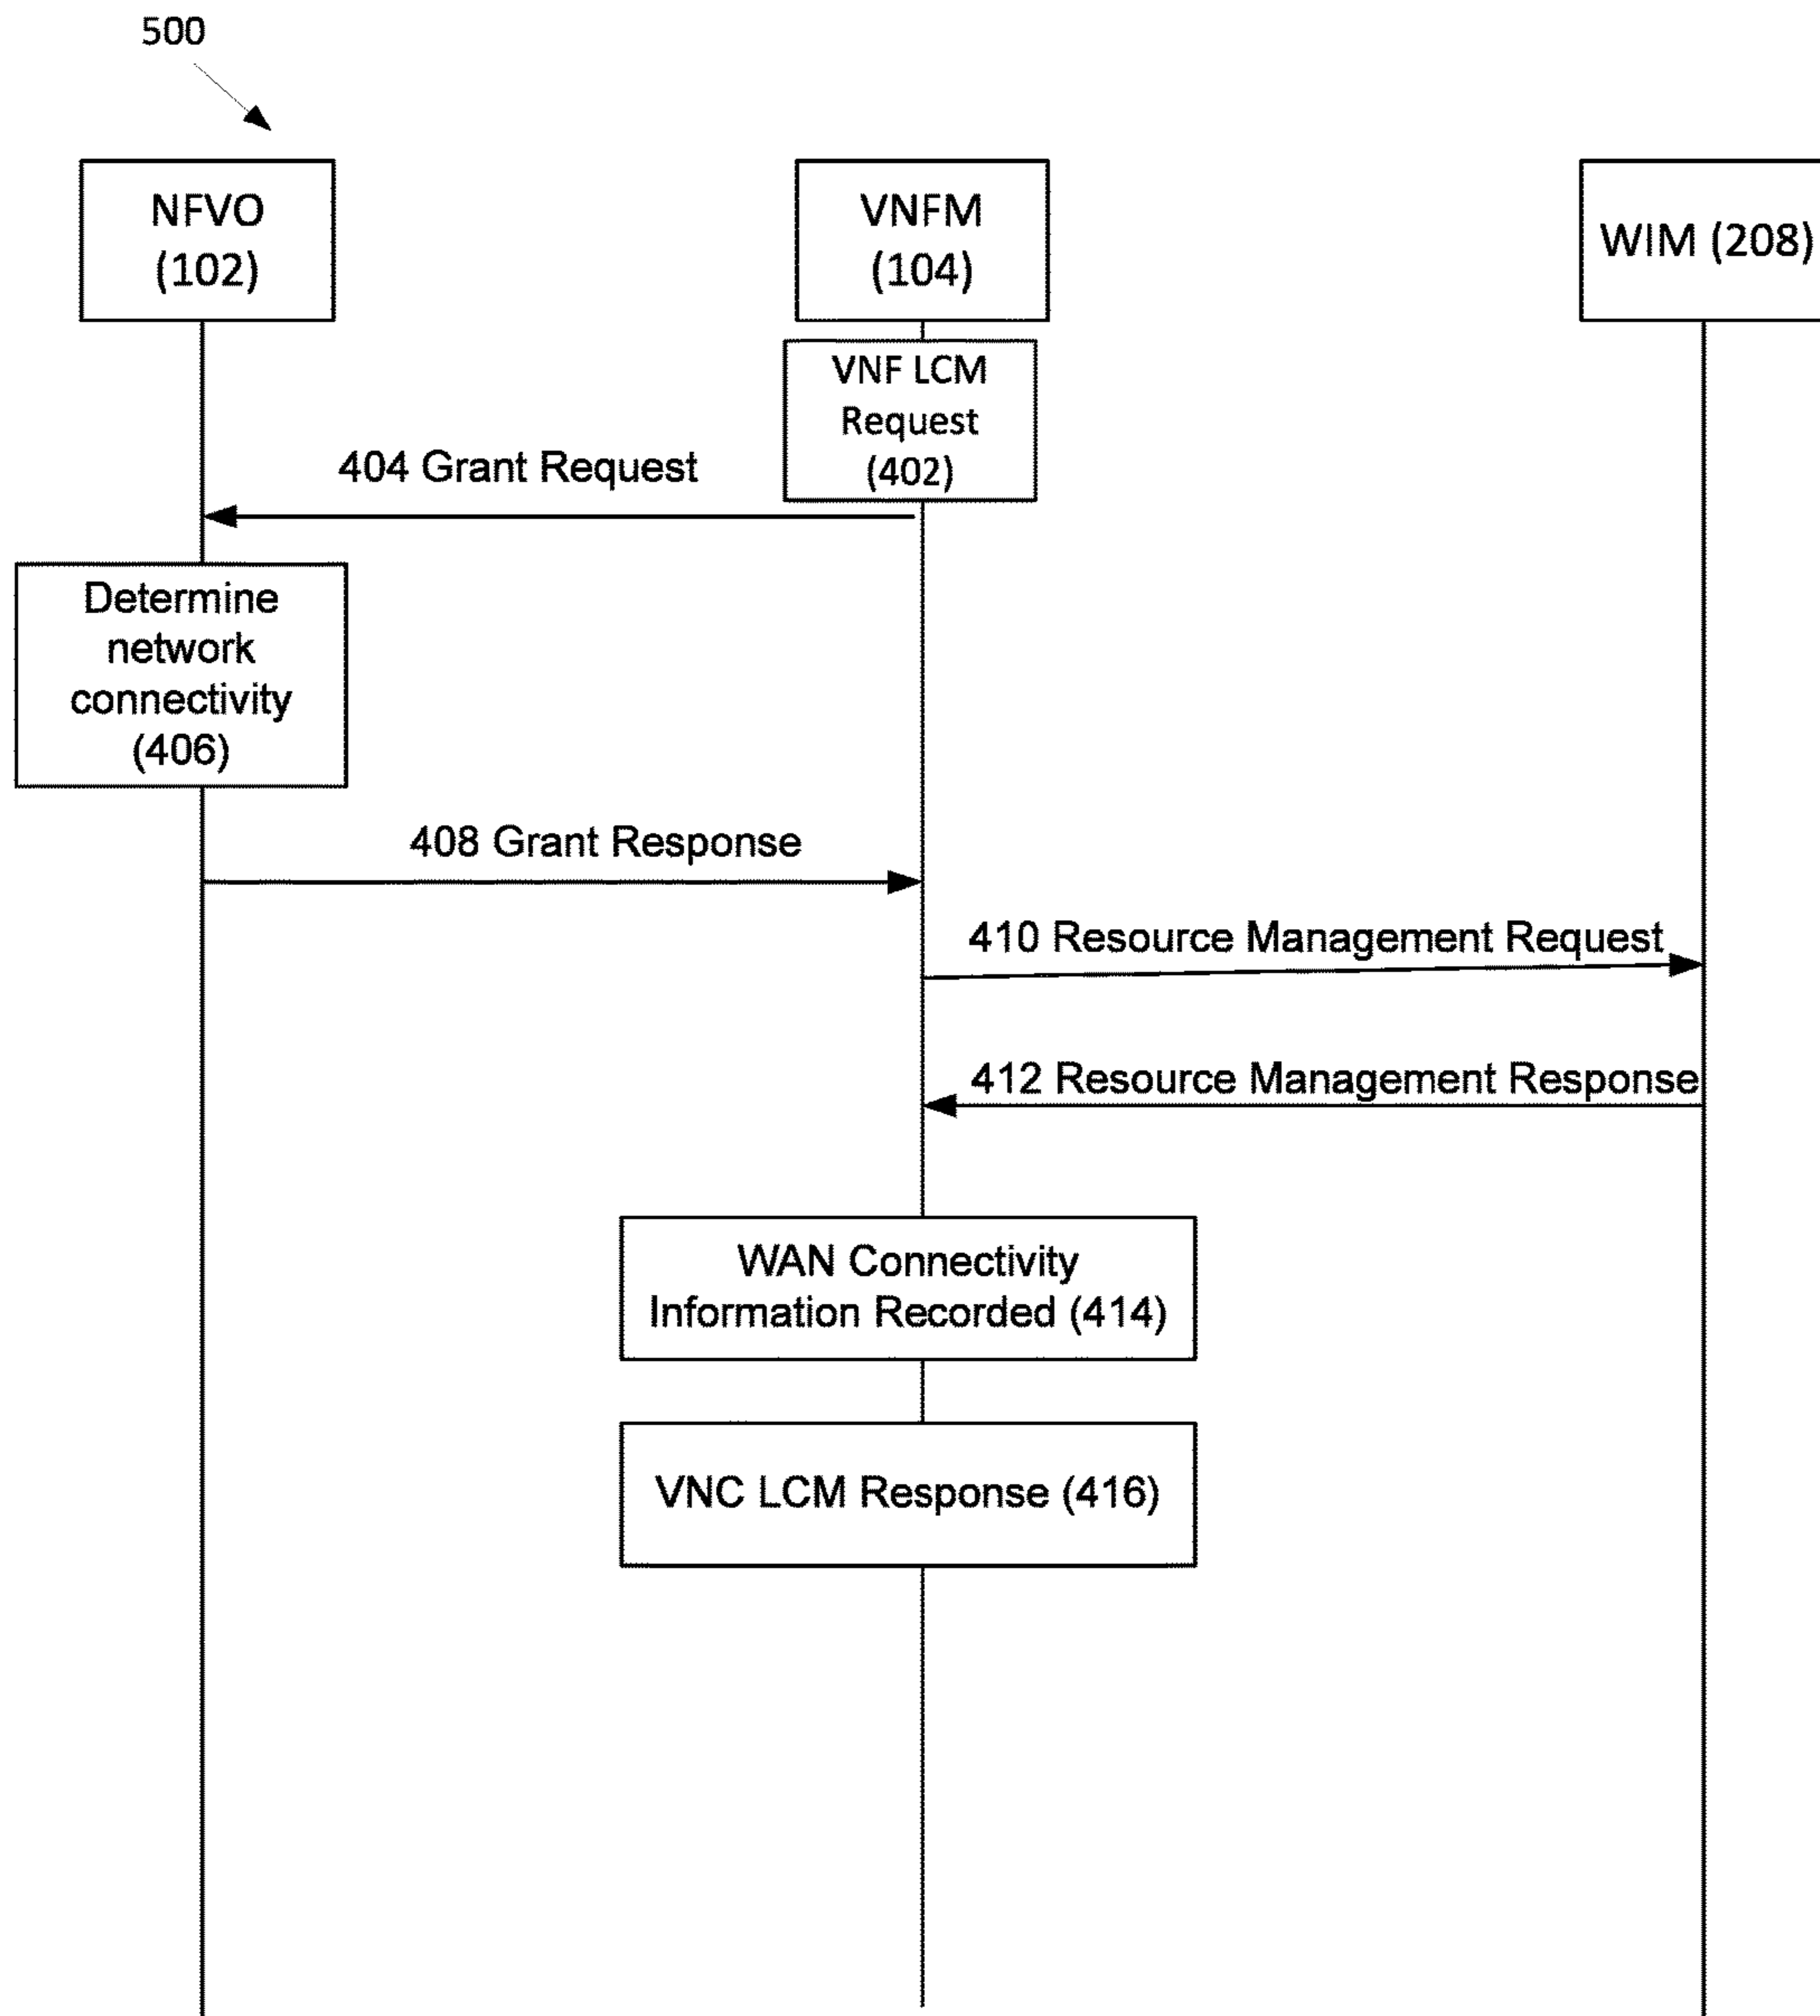 500
NFVO
(102)
VNFM
(104)
WIM (208)
VNF LCM
Request
(402)
404 Grant Request
Determine
network
connectivity
(406)
408 Grant Response
410 Resource Management Request
412 Resource Management Response
WAN Connectivity
Information Recorded (414)
VNC LCM Response (416)